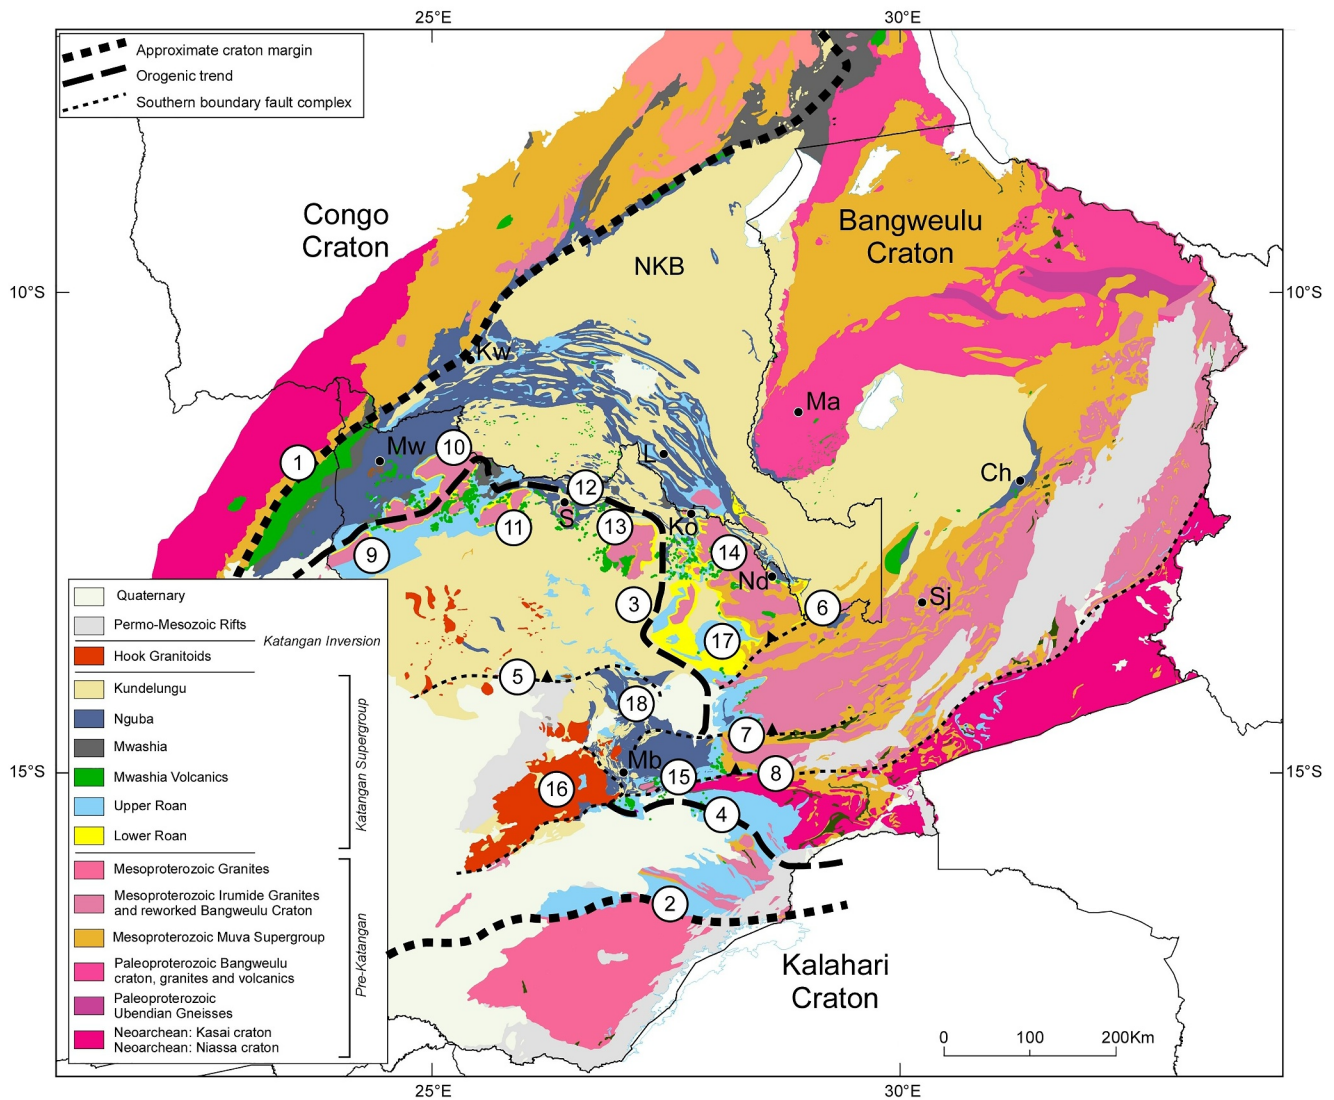 25°E
30°E
Approximate craton margin
Orogenic trend
Southern boundary fault complex
Congo
Craton
Bangweulu
Craton
NKB
10°S
10°S
Kw
Ma
Mw
10
1
L
Ch
12
S
11
13
Ko
14
9
Nd
3
6
Sj
17
5
18
7
Mb
15°S
15°S
15
8
16
4
2
Kalahari
Craton
Quaternary
Permo-Mesozoic Rifts
Katangan Inversion
Hook Granitoids
Kundelungu
Nguba
Mwashia
Mwashia Volcanics
Upper Roan
Lower Roan
Katangan Supergroup
Mesoproterozoic Granites
Mesoproterozoic Irumide Granites
and reworked Bangweulu Craton
Mesoproterozoic Muva Supergroup
Paleoproterozoic Bangweulu
craton, granites and volcanics
Paleoproterozoic
Ubendian Gneisses
Neoarchean: Kasai craton
Neoarchean: Niassa craton
Pre-Katangan
0 100 200Km
25°E
30°E